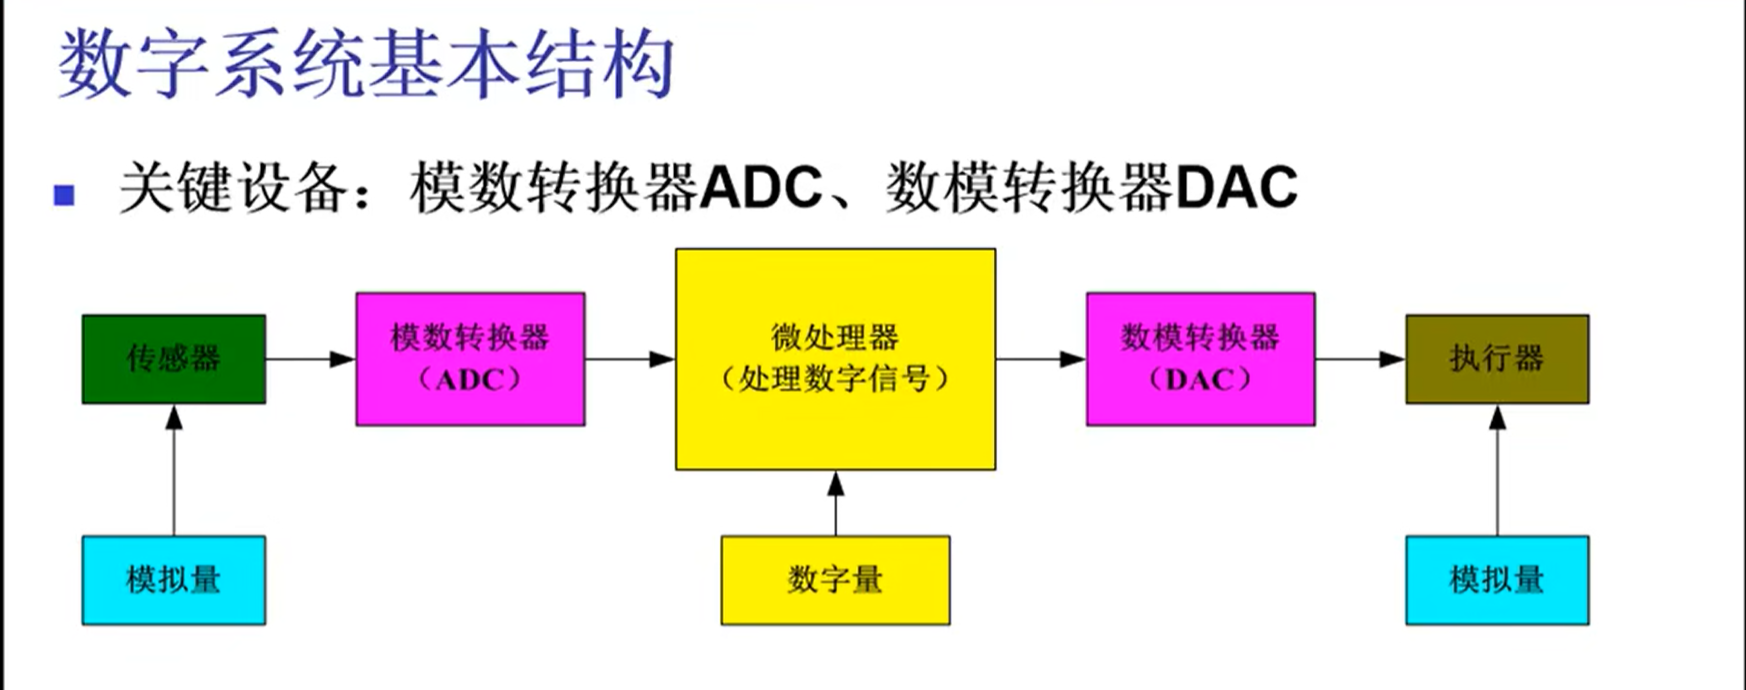 数字系统基本结构
关键设备：模数转换器ADC、数模转换器DAC
传感器
模数转换器
（ADC）
微处理器
（处理数字信号）
数模转换器
（DAC）
执行器
模拟量
数字量
模拟量